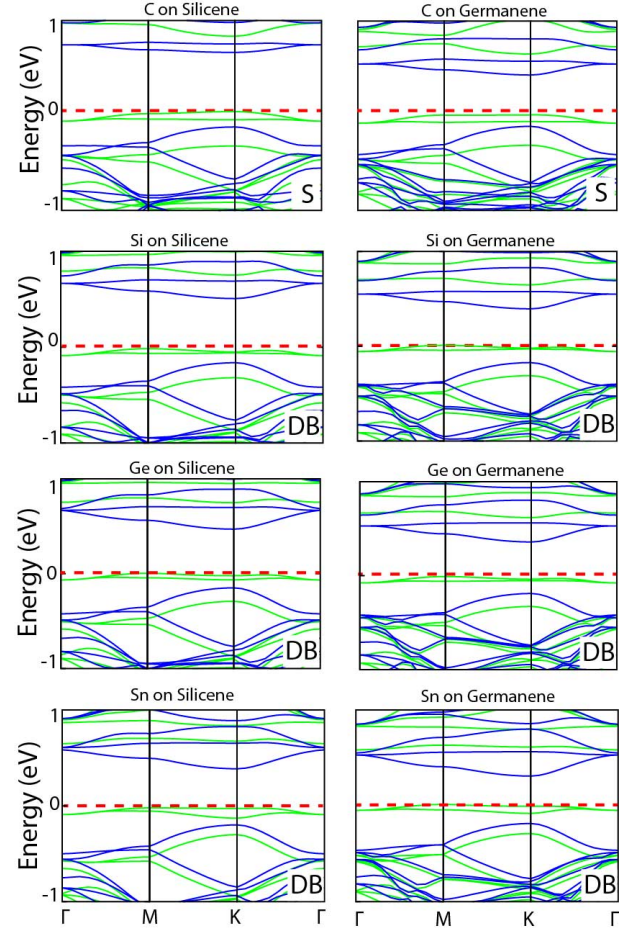 C on Silicene C on Germanene
Energy (eV) 1 0 -1 S S
Si on Silicene Si on Germanene
Energy (eV) 1 0 -1 DB DB
Ge on Silicene Ge on Germanene
Energy (eV) 1 0 -1 DB DB
Sn on Silicene Sn on Germanene
Energy (eV) 1 0 -1 DB DB
Γ M K Γ Γ M K Γ